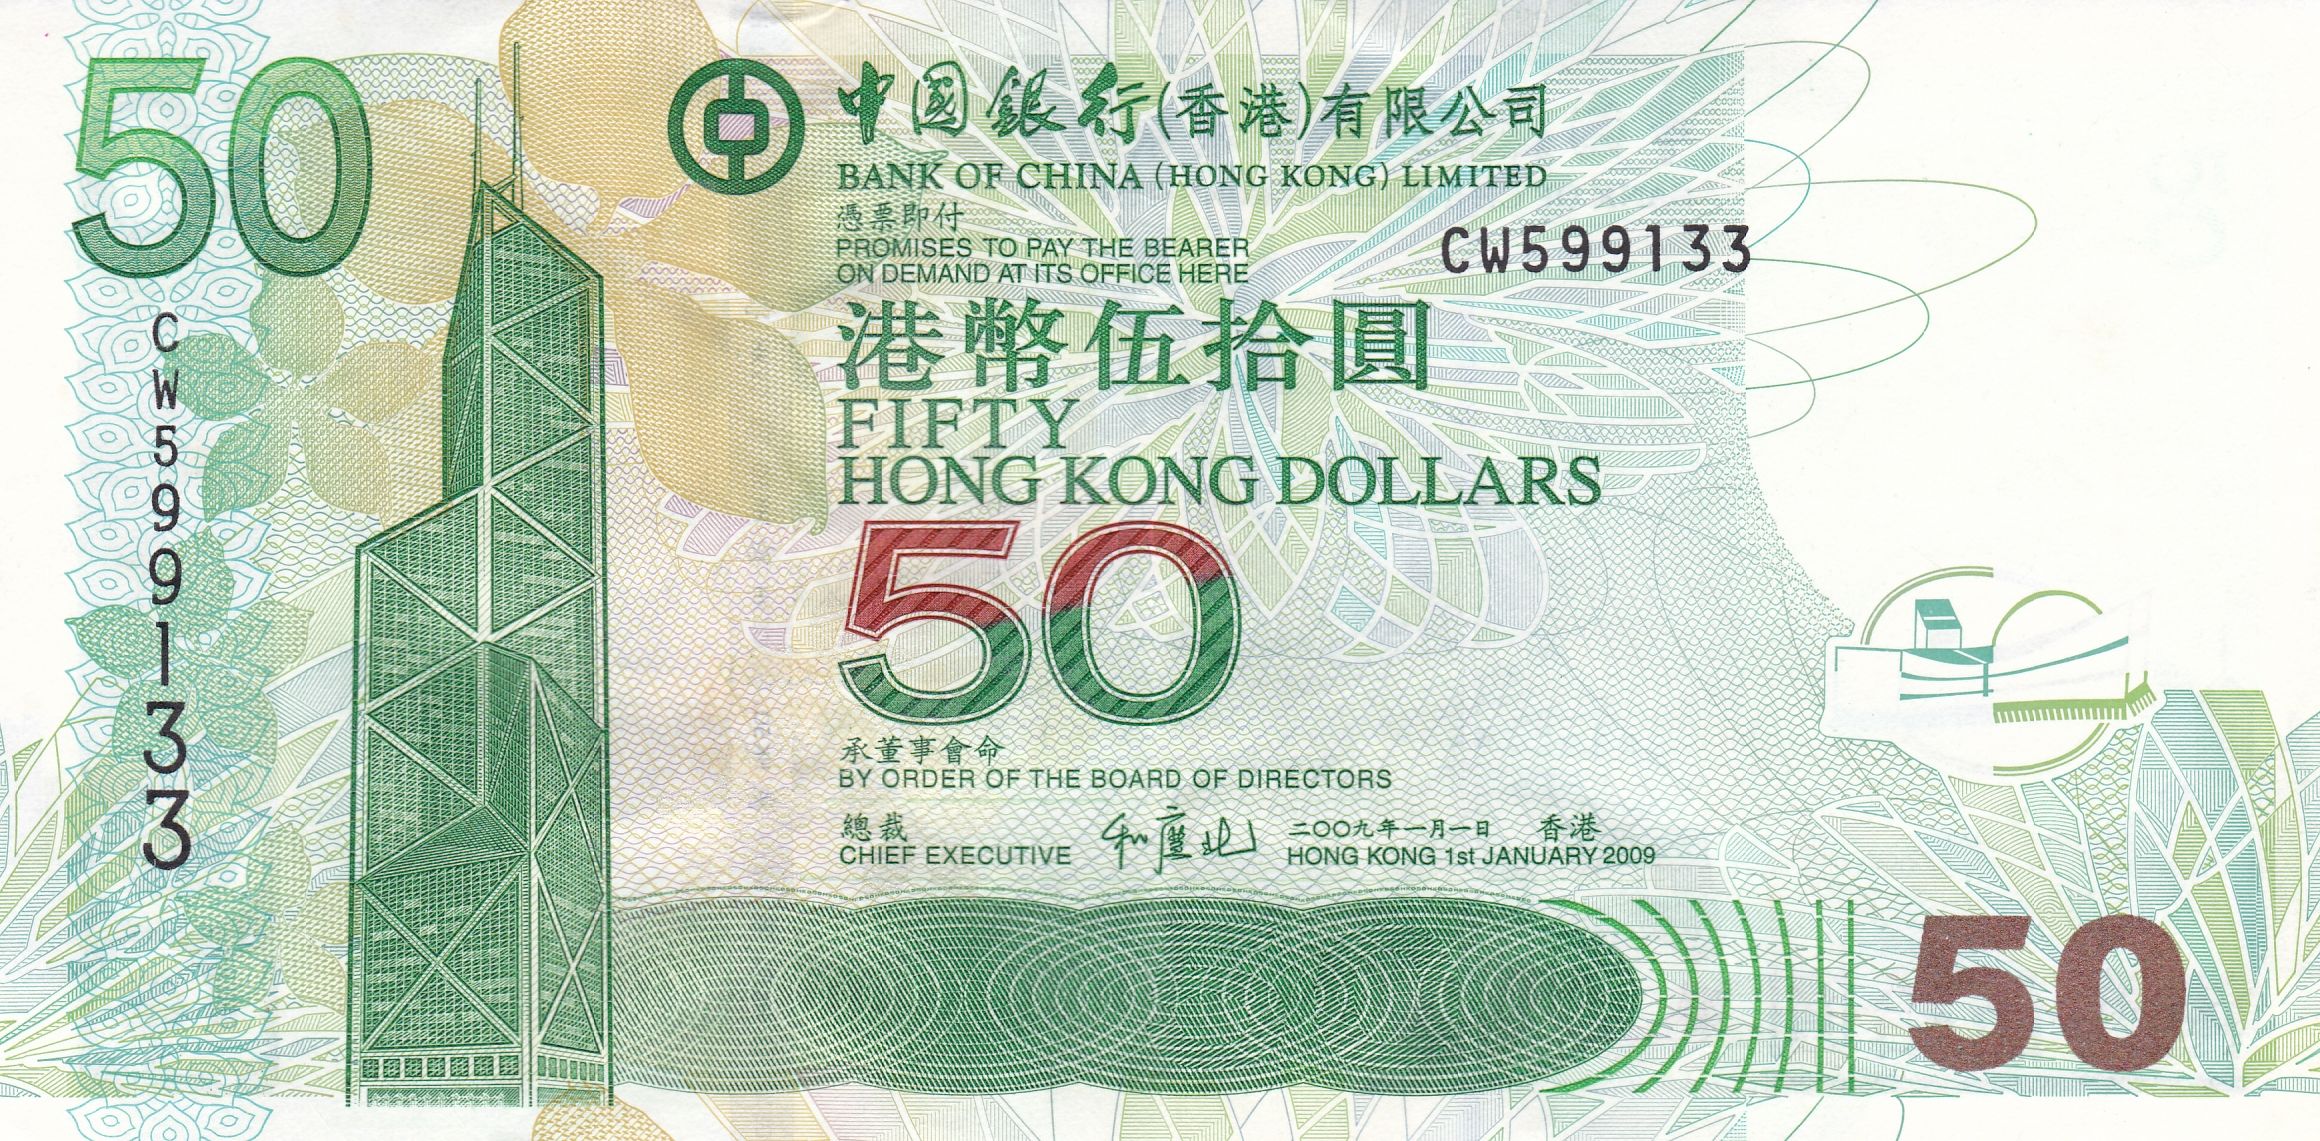 50
中國銀行(香港)有限公司
BANK OF CHINA (HONG KONG) LIMITED
憑票即付
PROMISES TO PAY THE BEARER
ON DEMAND AT ITS OFFICE HERE
CW599133
港幣伍拾圓
FIFTY
HONG KONG DOLLARS
CW599133
50
承董事會命
BY ORDER OF THE BOARD OF DIRECTORS
總裁
CHIEF EXECUTIVE
和廣北
二〇〇九年一月一日 香港
HONG KONG 1st JANUARY 2009
50